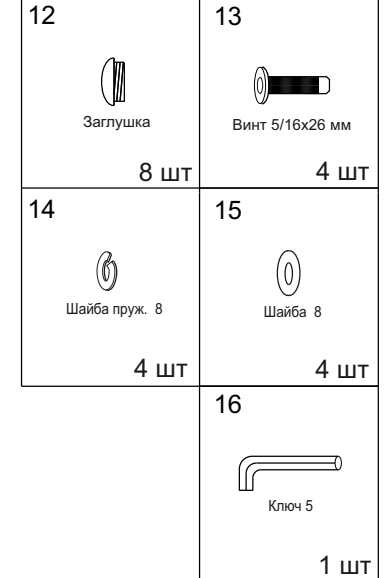 12
Заглушка
8 шт
13
Винт 5/16х26 мм
4 шт
14
Шайба пруж. 8
4 шт
15
Шайба 8
4 шт
16
Ключ 5
1 шт